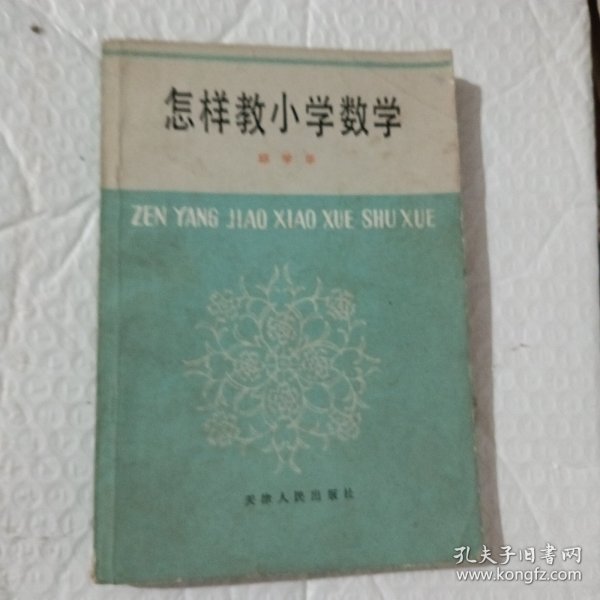 怎样教小学数学
ZEN YANG JIAO XIAO XUE SHU XUE
天津人民出版社
孔夫子旧书网
www.kongfz.com